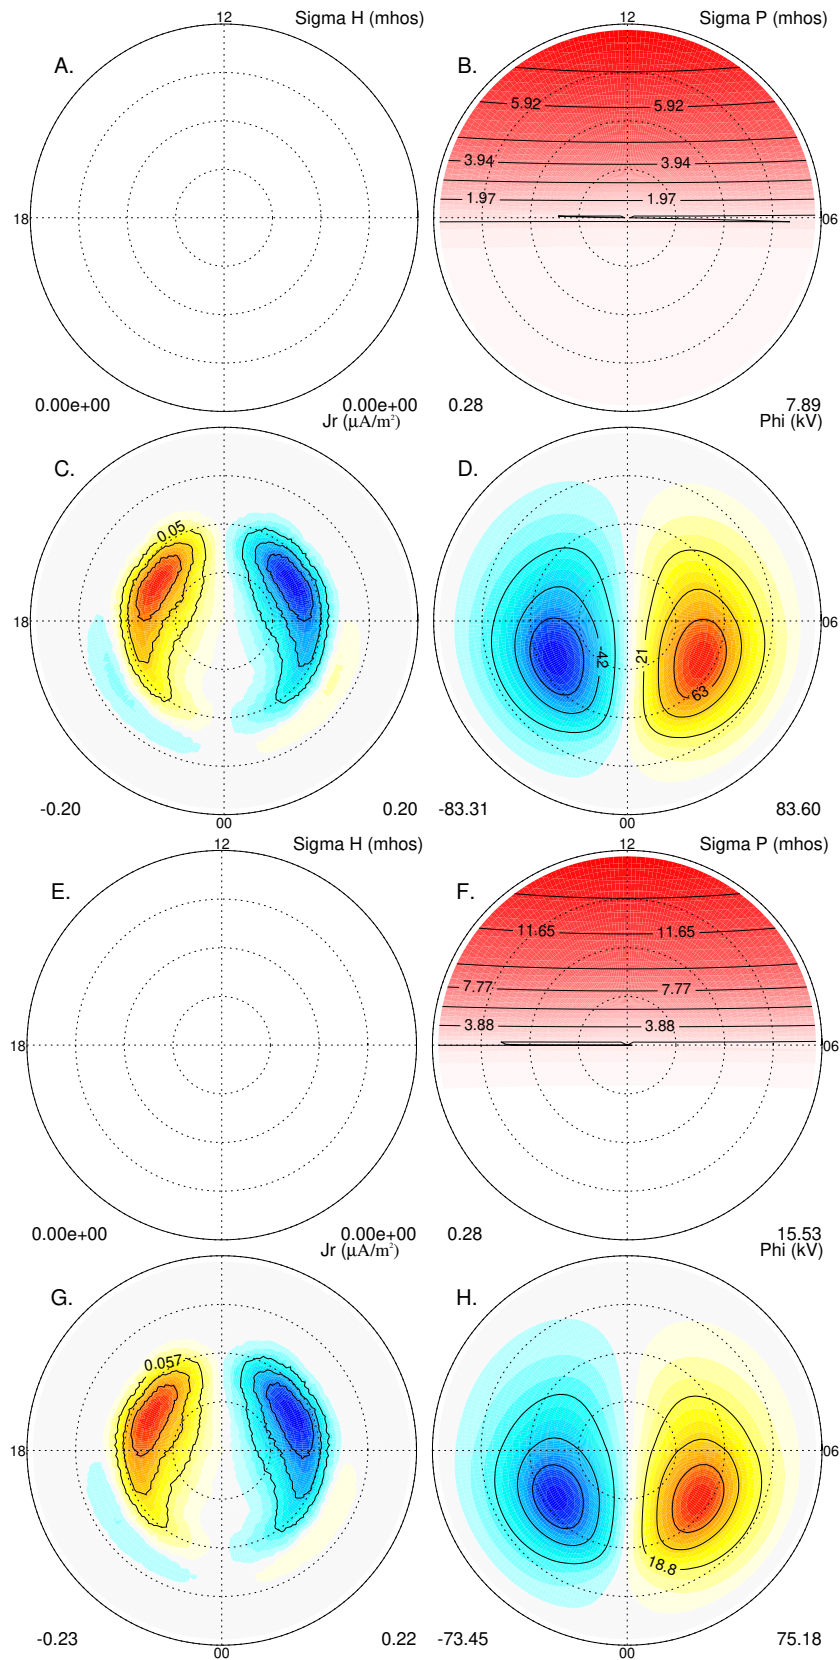 12 Sigma H (mhos) 12 Sigma P (mhos)
A. B.
5.92 5.92
3.94 3.94
1.97 1.97
18 06
0.00e+00 0.00e+00 0.28 7.89
Jr (μA/m²) Phi (kV)
C. D.
0.05
18 06
-42 21
63
-0.20 0.20 -83.31 83.60
00 00
12 Sigma H (mhos) 12 Sigma P (mhos)
E. F.
11.65 11.65
7.77 7.77
3.88 3.88
18 06
0.00e+00 0.00e+00 0.28 15.53
Jr (μA/m²) Phi (kV)
G. H.
0.057
18 06
18.8
-0.23 0.22 -73.45 75.18
00 00